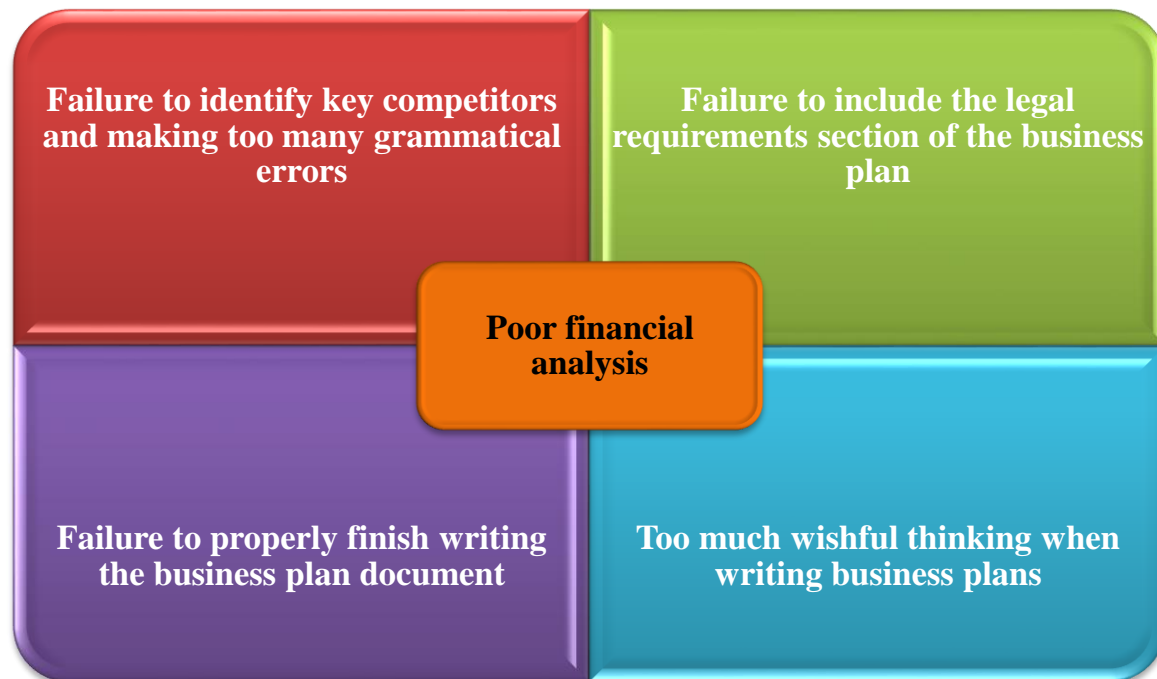 Failure to identify key competitors
and making too many grammatical
errors
Failure to include the legal
requirements section of the business
plan
Poor financial
analysis
Failure to properly finish writing
the business plan document
Too much wishful thinking when
writing business plans